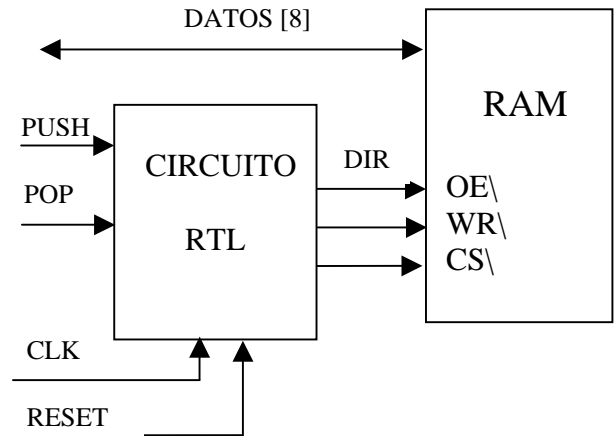 DATOS [8]
RAM
PUSH
CIRCUITO
DIR
POP
OE\
RTL
WR\
CS\
CLK
RESET